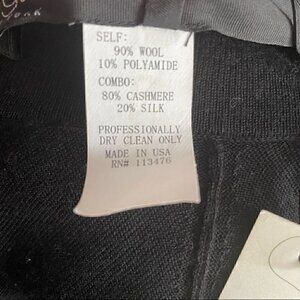 York
SELF:
90% WOOL
10% POLYAMIDE
COMBO:
80% CASHMERE
20% SILK
PROFESSIONALLY
DRY CLEAN ONLY
MADE IN USA
RN# 113476